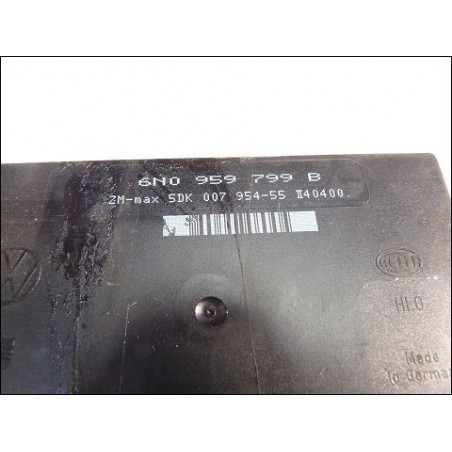 6N0 959 799 B
ZM-max 5DK 007 954-55 II40400.
HLO
Made
in German